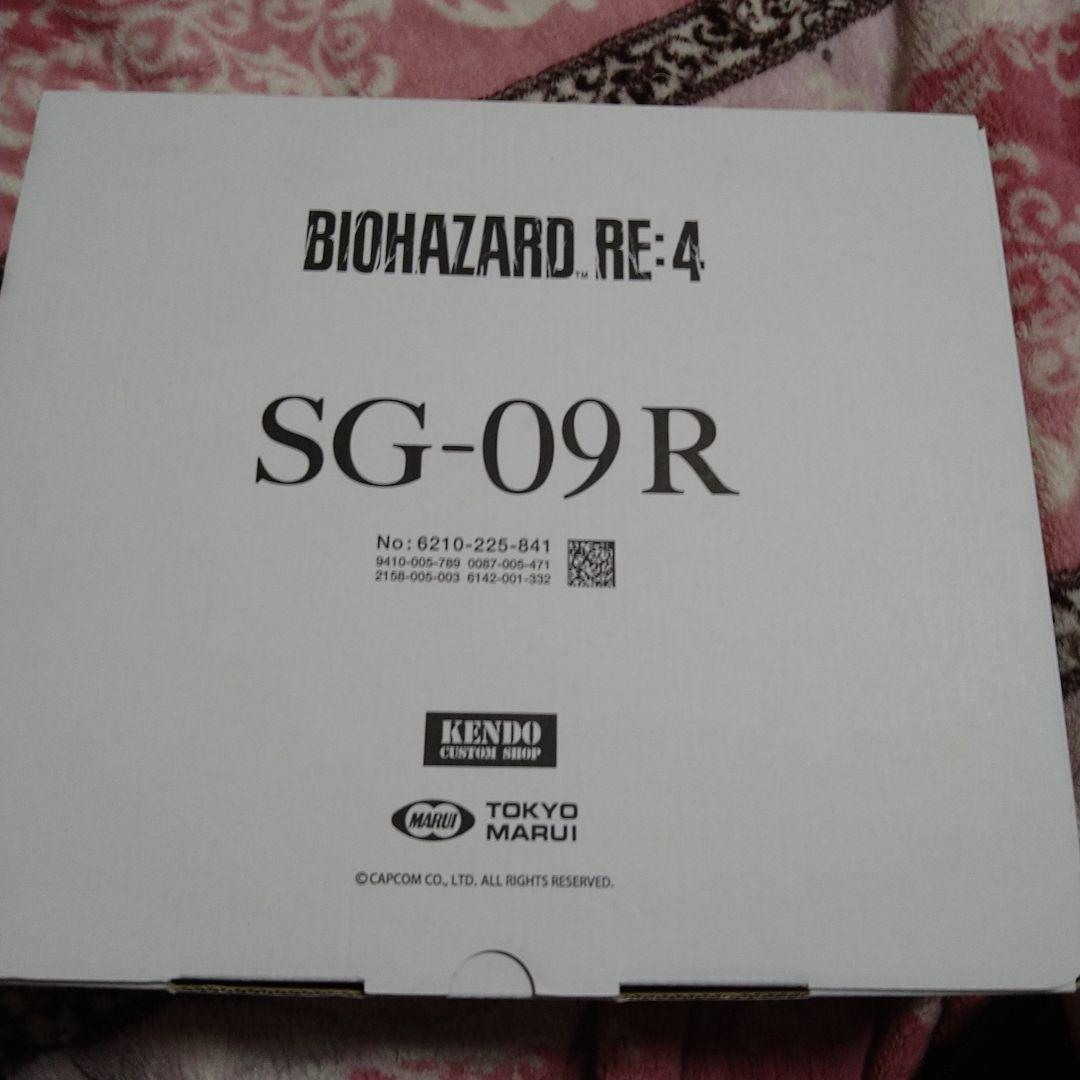 BIOHAZARD™ RE:4
SG-09 R
No: 6210-225-841
9410-005-789 0087-005-471
2158-005-003 6142-001-332
KENDO
CUSTOM SHOP
MARUI
TOKYO
MARUI
©CAPCOM CO., LTD. ALL RIGHTS RESERVED.